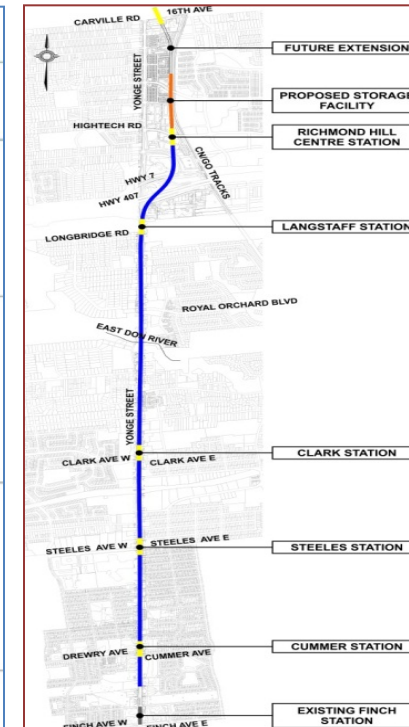 CARVILLE RD
16TH AVE
FUTURE EXTENSION
YONGE STREET
PROPOSED STORAGE
FACILITY
HIGHTECH RD
RICHMOND HILL
CENTRE STATION
CN/GO TRACKS
HWY 7
HWY 407
LONGBRIDGE RD
LANGSTAFF STATION
ROYAL ORCHARD BLVD
EAST DON RIVER
YONGE STREET
CLARK AVE W
CLARK AVE E
CLARK STATION
STEELES AVE W
STEELES AVE E
STEELES STATION
DREWRY AVE
CUMMER AVE
CUMMER STATION
EXISTING FINCH
STATION
FINCH AVE W
FINCH AVE E